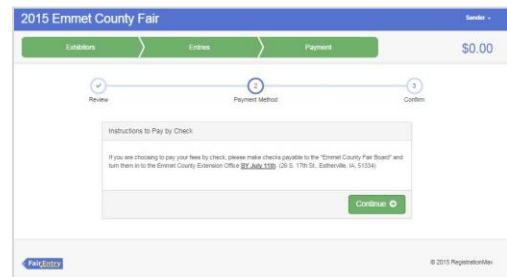 2015 Emmet County Fair
Sander
Exhibitors
Entries
Payment
$0.00
2
3
Review
Payment Method
Confirm
Instructions to Pay by Check
If you are choosing to pay your fees by check, please make checks payable to the "Emmet County Fair Board" and
turn them in to the Emmet County Extension Office BY July 11th. (26 S. 17th St., Estherville, IA, 51334)
Continue
FairEntry
© 2015 RegistrationMax